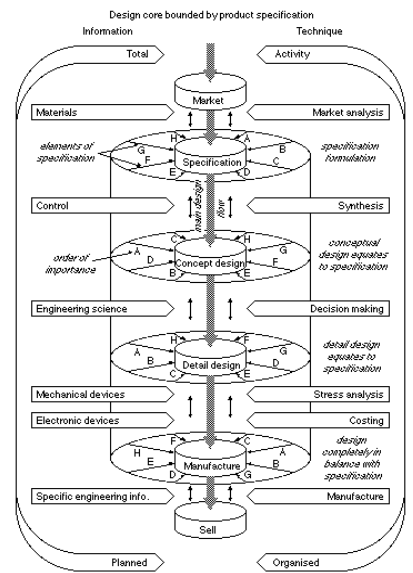 Design core bounded by product specification
Information Technique
Total Activity
Market
Materials Market analysis
H A
elements of specification G B specification formulation
F Specification C
E D
main design flow
Control Synthesis
C H
order of importance A G conceptual design equates to specification
D Concept design F
B E
Engineering science Decision making
H F
A G detail design equates to specification
B Detail design D
C E
Mechanical devices Stress analysis
Electronic devices Costing
F C
H A design completely in balance with specification
E Manufacture B
D G
Specific engineering info. Manufacture
Sell
Planned Organised